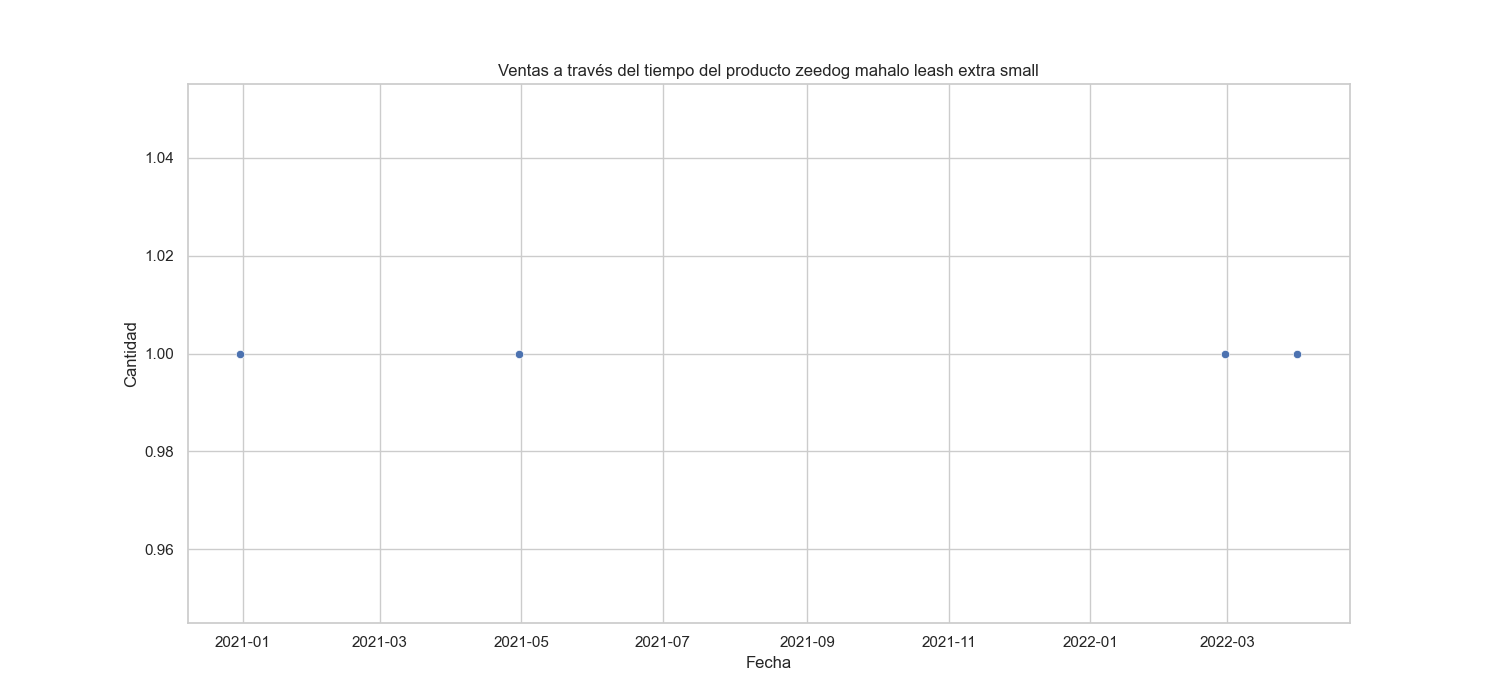 Ventas a través del tiempo del producto zeedog mahalo leash extra small
1.04
1.02
1.00
0.98
0.96
Cantidad
2021-01 2021-03 2021-05 2021-07 2021-09 2021-11 2022-01 2022-03
Fecha